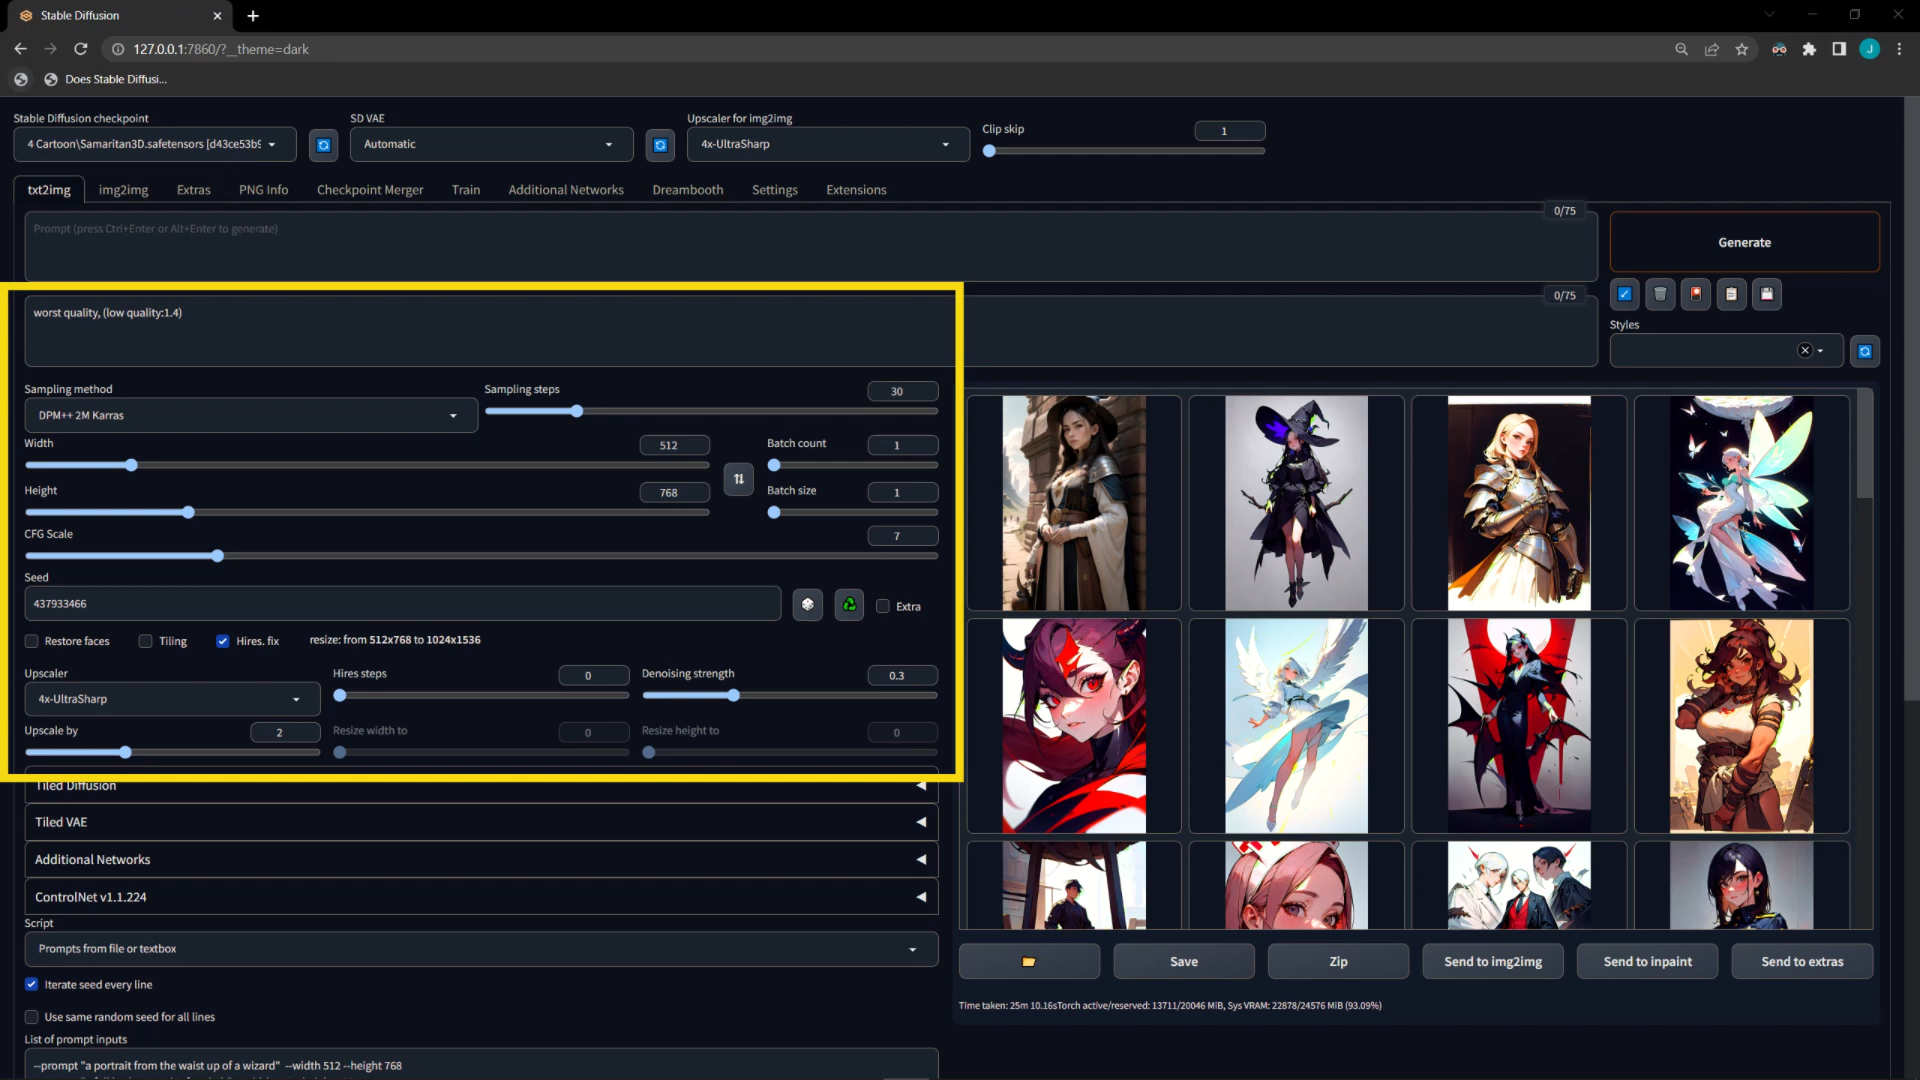 Stable Diffusion
127.0.0.1:7860/?__theme=dark
J
Does Stable Diffusi...
Stable Diffusion checkpoint
SD VAE
Upscaler for img2img
Clip skip
1
4 Cartoon\Samaritan3D.safetensors [d43ce53b9
Automatic
4x-UltraSharp
txt2img img2img Extras PNG Info Checkpoint Merger Train Additional Networks Dreambooth Settings Extensions
0/75
Prompt (press Ctrl+Enter or Alt+Enter to generate)
Generate
0/75
worst quality, (low quality:1.4)
Styles
Sampling method
Sampling steps
30
DPM++ 2M Karras
Width
512
Batch count
1
Height
768
Batch size
1
CFG Scale
7
Seed
437933466
Extra
Restore faces
Tiling
Hires. fix
resize: from 512x768 to 1024x1536
Upscaler
Hires steps
0
Denoising strength
0.3
4x-UltraSharp
Upscale by
2
Resize width to
0
Resize height to
0
Tiled Diffusion
Tiled VAE
Additional Networks
ControlNet v1.1.224
Script
Prompts from file or textbox
Save
Zip
Send to img2img
Send to inpaint
Send to extras
Iterate seed every line
Time taken: 25m 10.16sTorch active/reserved: 13711/20046 MiB, Sys VRAM: 22878/24576 MiB (93.09%)
Use same random seed for all lines
List of prompt inputs
--prompt "a portrait from the waist up of a wizard" --width 512 --height 768